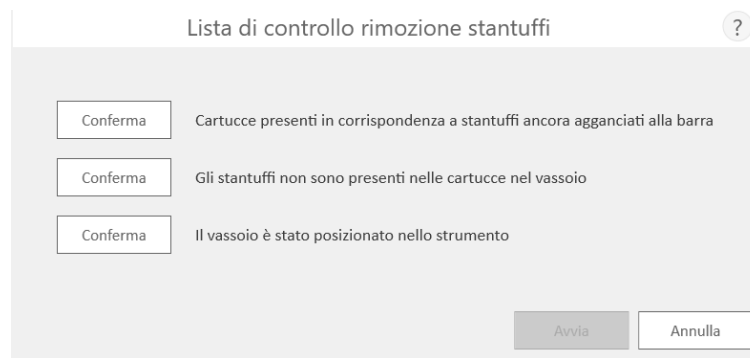 Lista di controllo rimozione stantuffi
?
Conferma
Cartucce presenti in corrispondenza a stantuffi ancora agganciati alla barra
Conferma
Gli stantuffi non sono presenti nelle cartucce nel vassoio
Conferma
Il vassoio è stato posizionato nello strumento
Avvia
Annulla